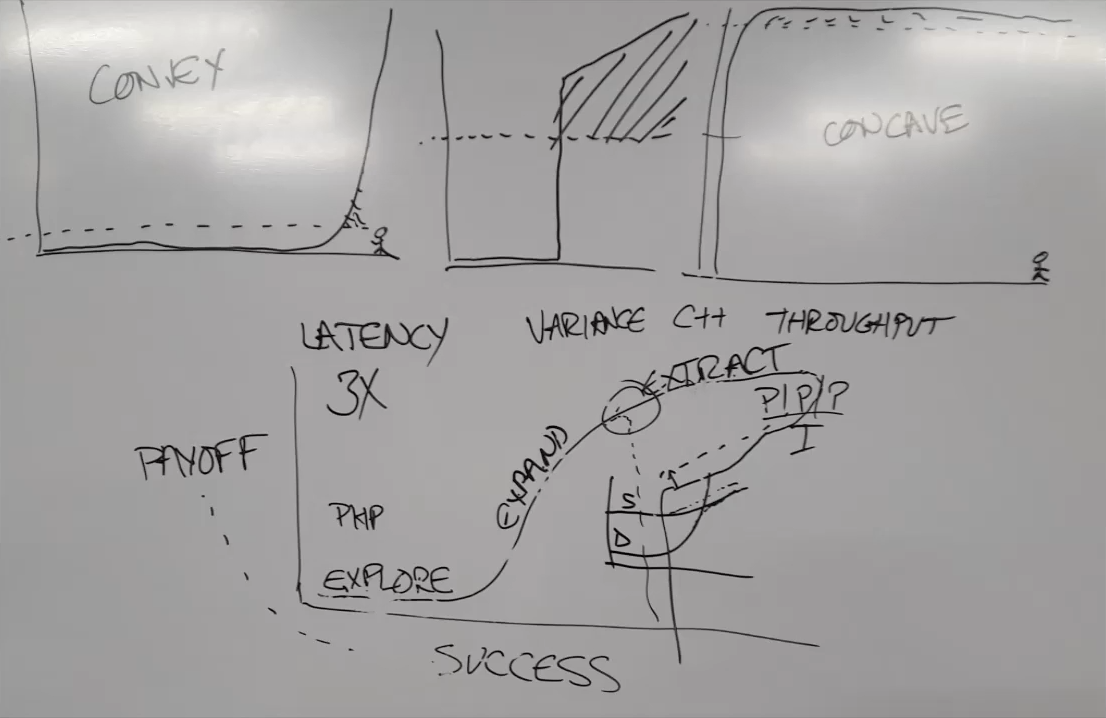 CONVEX
CONCAVE
LATENCY
VARIANCE
C++
THROUGHPUT
3X
EXTRACT
P|P|P
I
EXPAND
PAYOFF
S
PHP
D
EXPLORE
SUCCESS